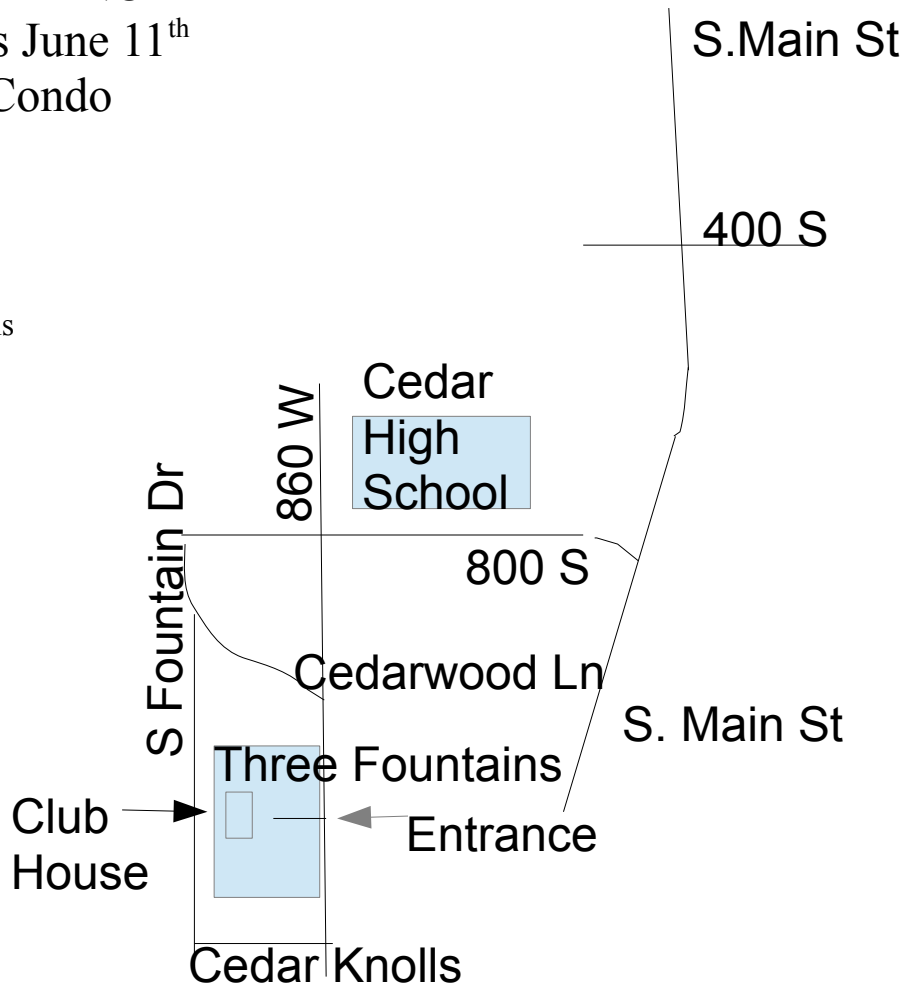 s June 11th
Condo
S.Main St
400 S
Cedar
High
School
860 W
S Fountain Dr
800 S
Cedarwood Ln
S. Main St
Three Fountains
Club
House
Entrance
Cedar Knolls